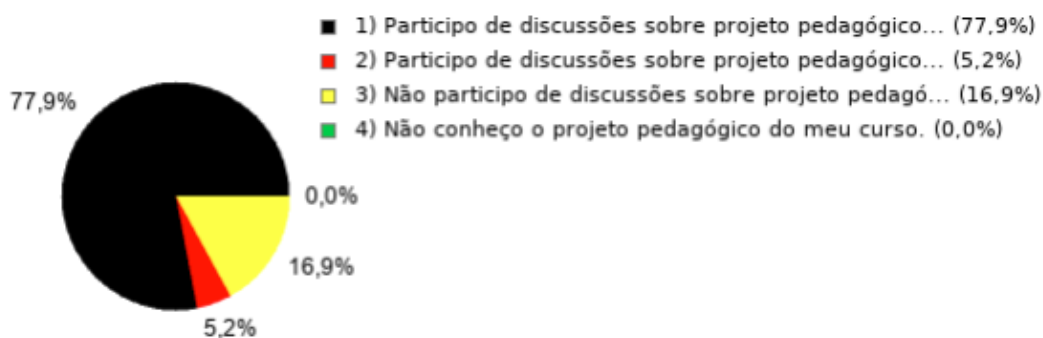 1) Participo de discussões sobre projeto pedagógico... (77,9%)
2) Participo de discussões sobre projeto pedagógico... (5,2%)
3) Não participo de discussões sobre projeto pedagó... (16,9%)
4) Não conheço o projeto pedagógico do meu curso. (0,0%)
77,9%
0,0%
16,9%
5,2%